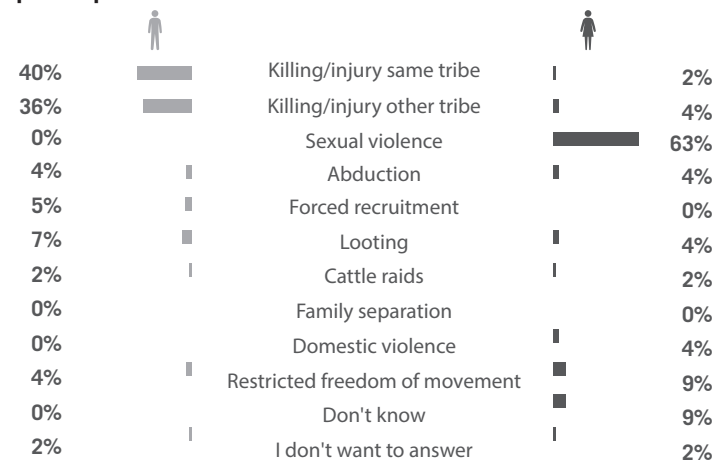 40% Killing/injury same tribe 2%
36% Killing/injury other tribe 4%
0% Sexual violence 63%
4% Abduction 4%
5% Forced recruitment 0%
7% Looting 4%
2% Cattle raids 2%
0% Family separation 0%
0% Domestic violence 4%
4% Restricted freedom of movement 9%
0% Don't know 9%
2% I don't want to answer 2%